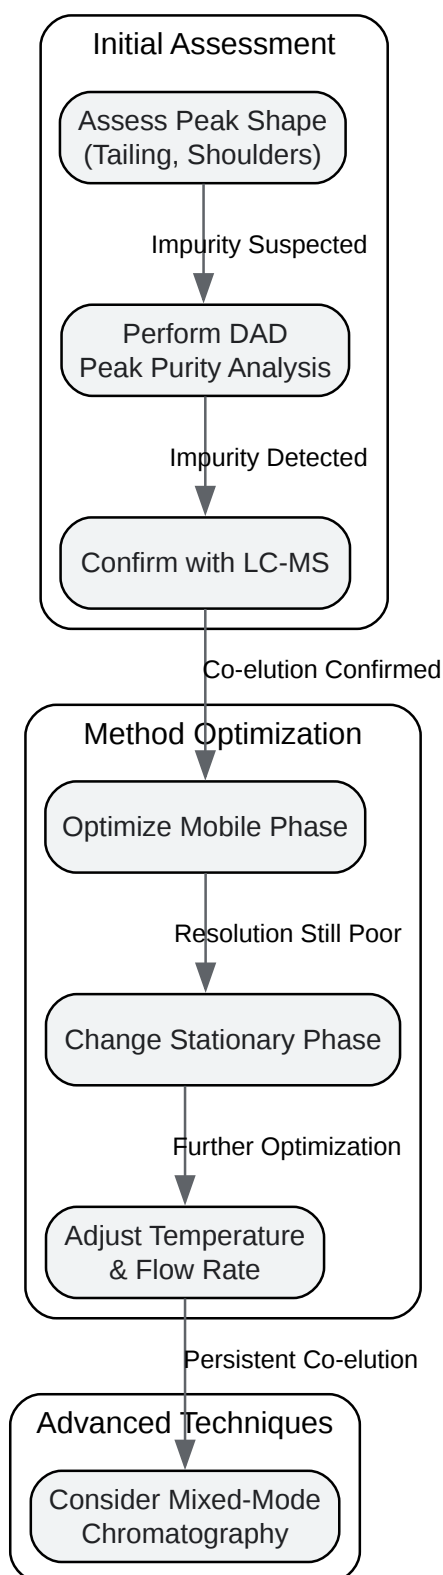 Initial Assessment
Assess Peak Shape
(Tailing, Shoulders)
Impurity Suspected
Perform DAD
Peak Purity Analysis
Impurity Detected
Confirm with LC-MS
Co-elution Confirmed
Method Optimization
Optimize Mobile Phase
Resolution Still Poor
Change Stationary Phase
Further Optimization
Adjust Temperature
& Flow Rate
Persistent Co-elution
Advanced Techniques
Consider Mixed-Mode
Chromatography